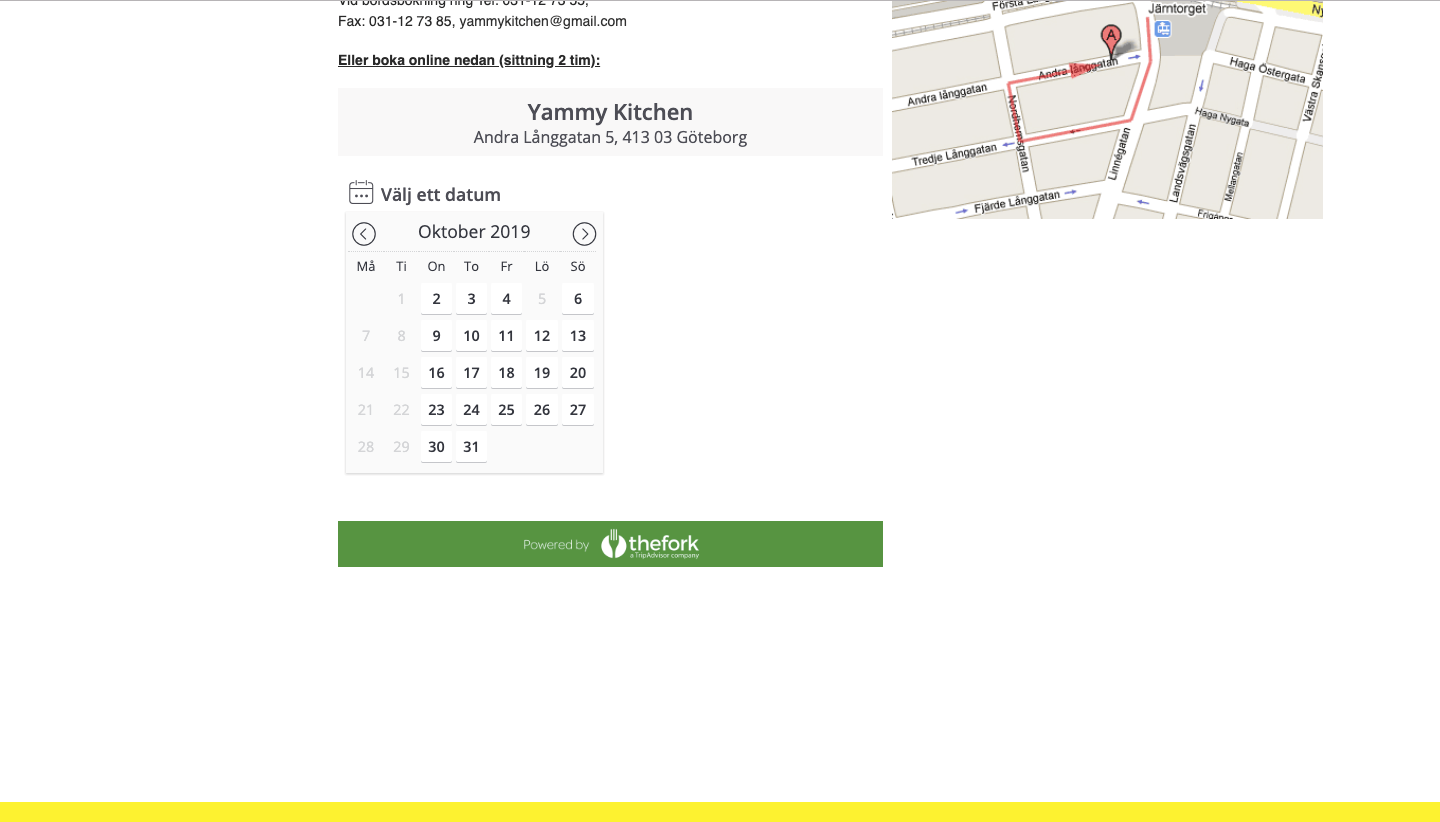 Vid bordsbokning ring Tel: 031-12 73 55,
Fax: 031-12 73 85, yammykitchen@gmail.com
Eller boka online nedan (sittning 2 tim):
Yammy Kitchen
Andra Långgatan 5, 413 03 Göteborg
Välj ett datum
Oktober 2019
Må Ti On To Fr Lö Sö
1 2 3 4 5 6
7 8 9 10 11 12 13
14 15 16 17 18 19 20
21 22 23 24 25 26 27
28 29 30 31
Powered by thefork
a TripAdvisor company
Första
Järntorget
A
Andra långgatan
Andra långgatan
Haga Östergata
Västra
Nordhemsgatan
Haga Nygata
Tredje Långgatan
Linnégatan
Landsvägsgatan
Mellangatan
Fjärde Långgatan